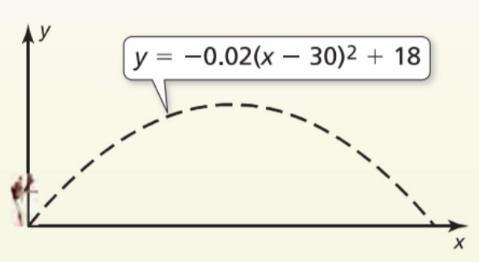 y
y = −0.02(x − 30)² + 18
x